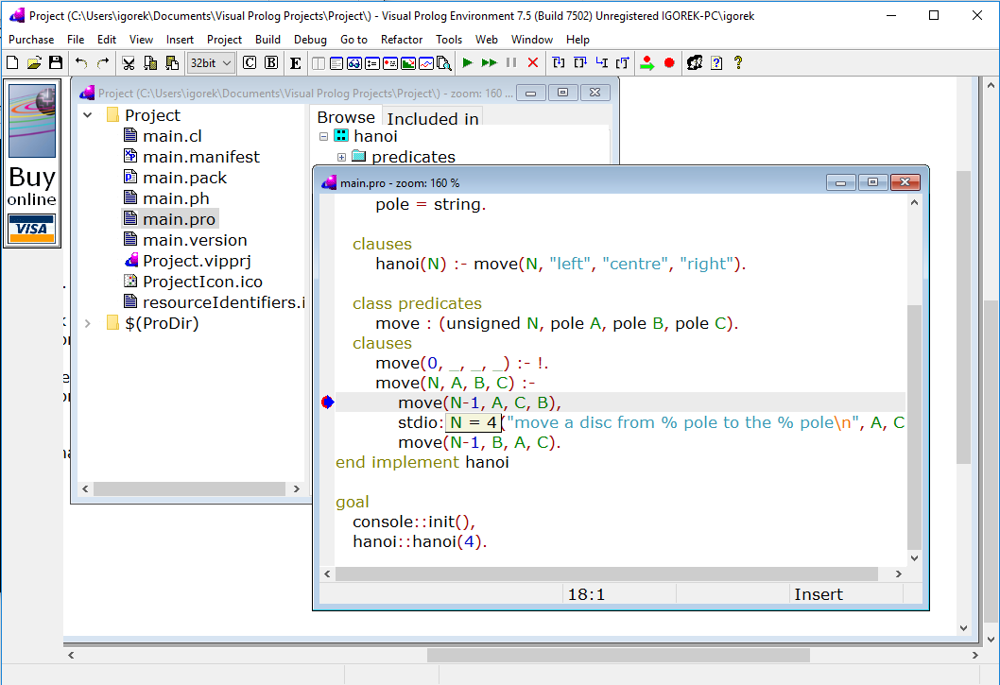 Project (C:\Users\igorek\Documents\Visual Prolog Projects\Project\) - Visual Prolog Environment 7.5 (Build 7502) Unregistered IGOREK-PC\igorek
Purchase File Edit View Insert Project Build Debug Go to Refactor Tools Web Window Help
32bit C B E
Buy
online
VISA
Project (C:\Users\igorek\Documents\Visual Prolog Projects\Project\) - zoom: 160 ...
Project
main.cl
main.manifest
main.pack
main.ph
main.pro
main.version
Project.vipprj
ProjectIcon.ico
resourceIdentifiers.i
$(ProDir)
Browse Included in
hanoi
predicates
main.pro - zoom: 160 %
pole = string.
clauses
hanoi(N) :- move(N, "left", "centre", "right").
class predicates
move : (unsigned N, pole A, pole B, pole C).
clauses
move(0, _, _, _) :- !.
move(N, A, B, C) :-
move(N-1, A, C, B),
stdio: N = 4 ("move a disc from % pole to the % pole\n", A, C
move(N-1, B, A, C).
end implement hanoi
goal
console::init(),
hanoi::hanoi(4).
18:1 Insert